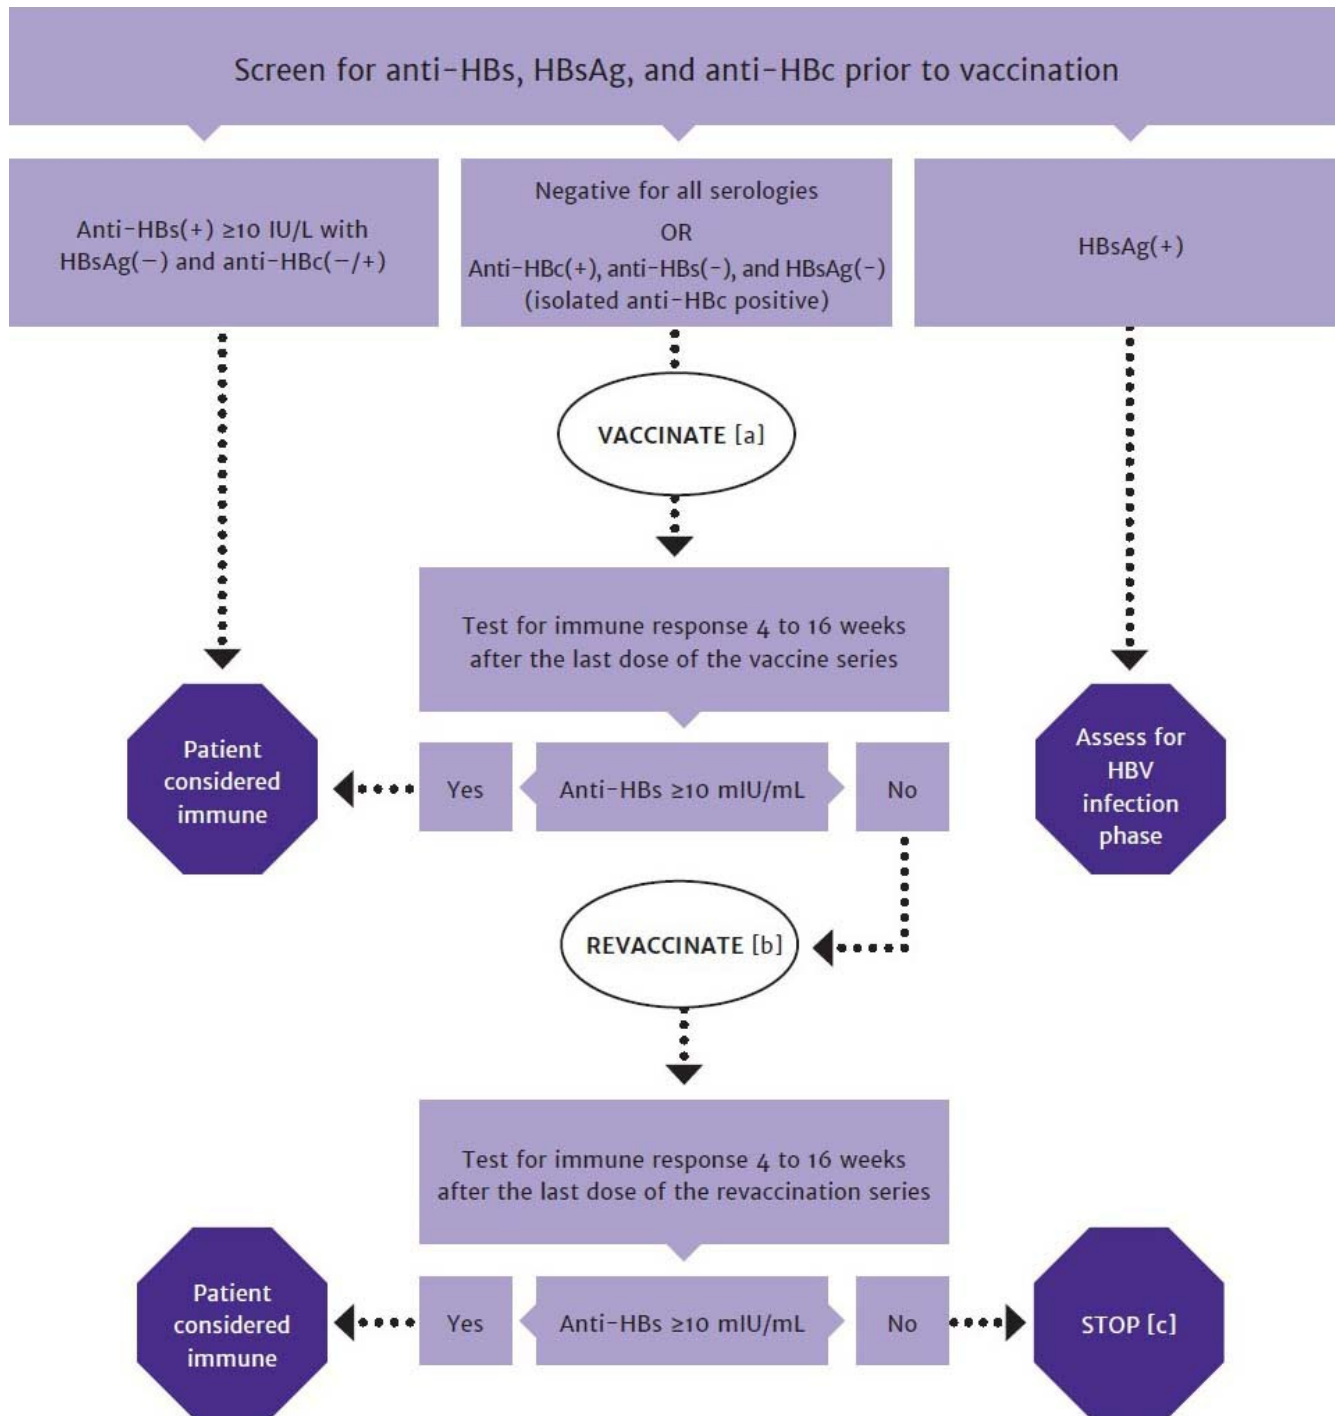 Screen for anti-HBs, HBsAg, and anti-HBc prior to vaccination
Anti-HBs(+) ≥10 IU/L with
HBsAg(−) and anti-HBc(−/+)
Negative for all serologies
OR
Anti-HBc(+), anti-HBs(-), and HBsAg(-)
(isolated anti-HBc positive)
HBsAg(+)
VACCINATE [a]
Test for immune response 4 to 16 weeks
after the last dose of the vaccine series
Patient
considered
immune
Yes
Anti-HBs ≥10 mIU/mL
No
Assess for
HBV
infection
phase
REVACCINATE [b]
Test for immune response 4 to 16 weeks
after the last dose of the revaccination series
Patient
considered
immune
Yes
Anti-HBs ≥10 mIU/mL
No
STOP [c]